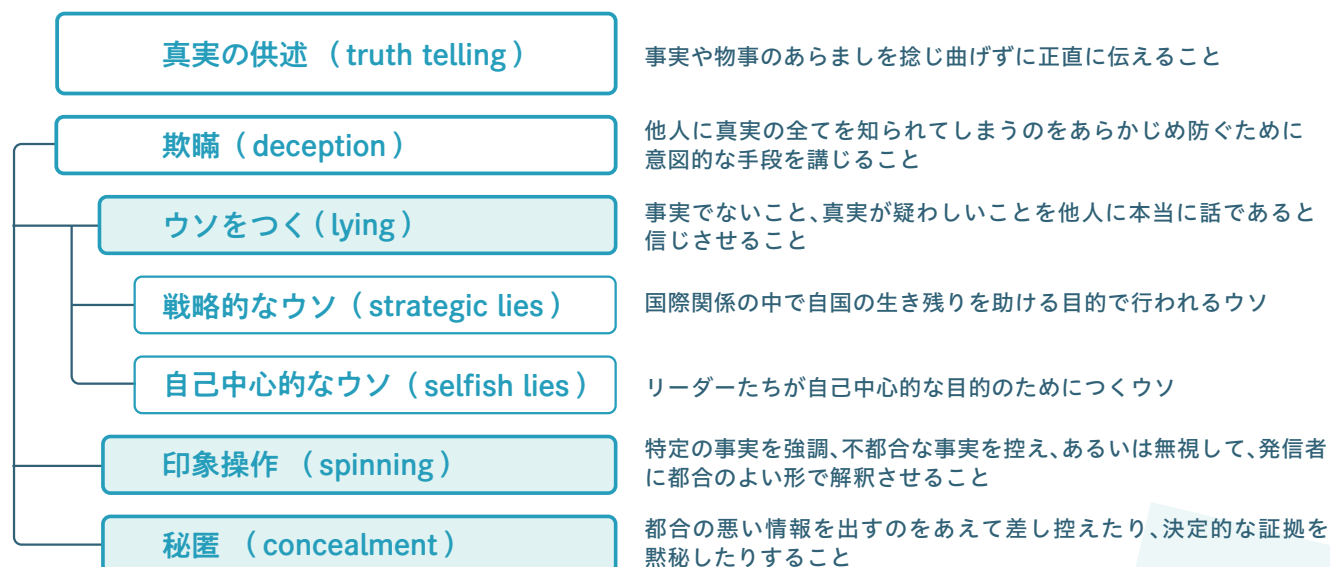 真実の供述 （truth telling）
事実や物事のあらましを捻じ曲げずに正直に伝えること
欺瞞（deception）
他人に真実の全てを知られてしまうのをあらかじめ防ぐために
意図的な手段を講じること
ウソをつく（lying）
事実でないこと、真実が疑わしいことを他人に本当に話であると
信じさせること
戦略的なウソ（strategic lies）
国際関係の中で自国の生き残りを助ける目的で行われるウソ
自己中心的なウソ（selfish lies）
リーダーたちが自己中心的な目的のためにつくウソ
印象操作 （spinning）
特定の事実を強調、不都合な事実を控え、あるいは無視して、発信者
に都合のよい形で解釈させること
秘匿 （concealment）
都合の悪い情報を出すのをあえて差し控えたり、決定的な証拠を
黙秘したりすること